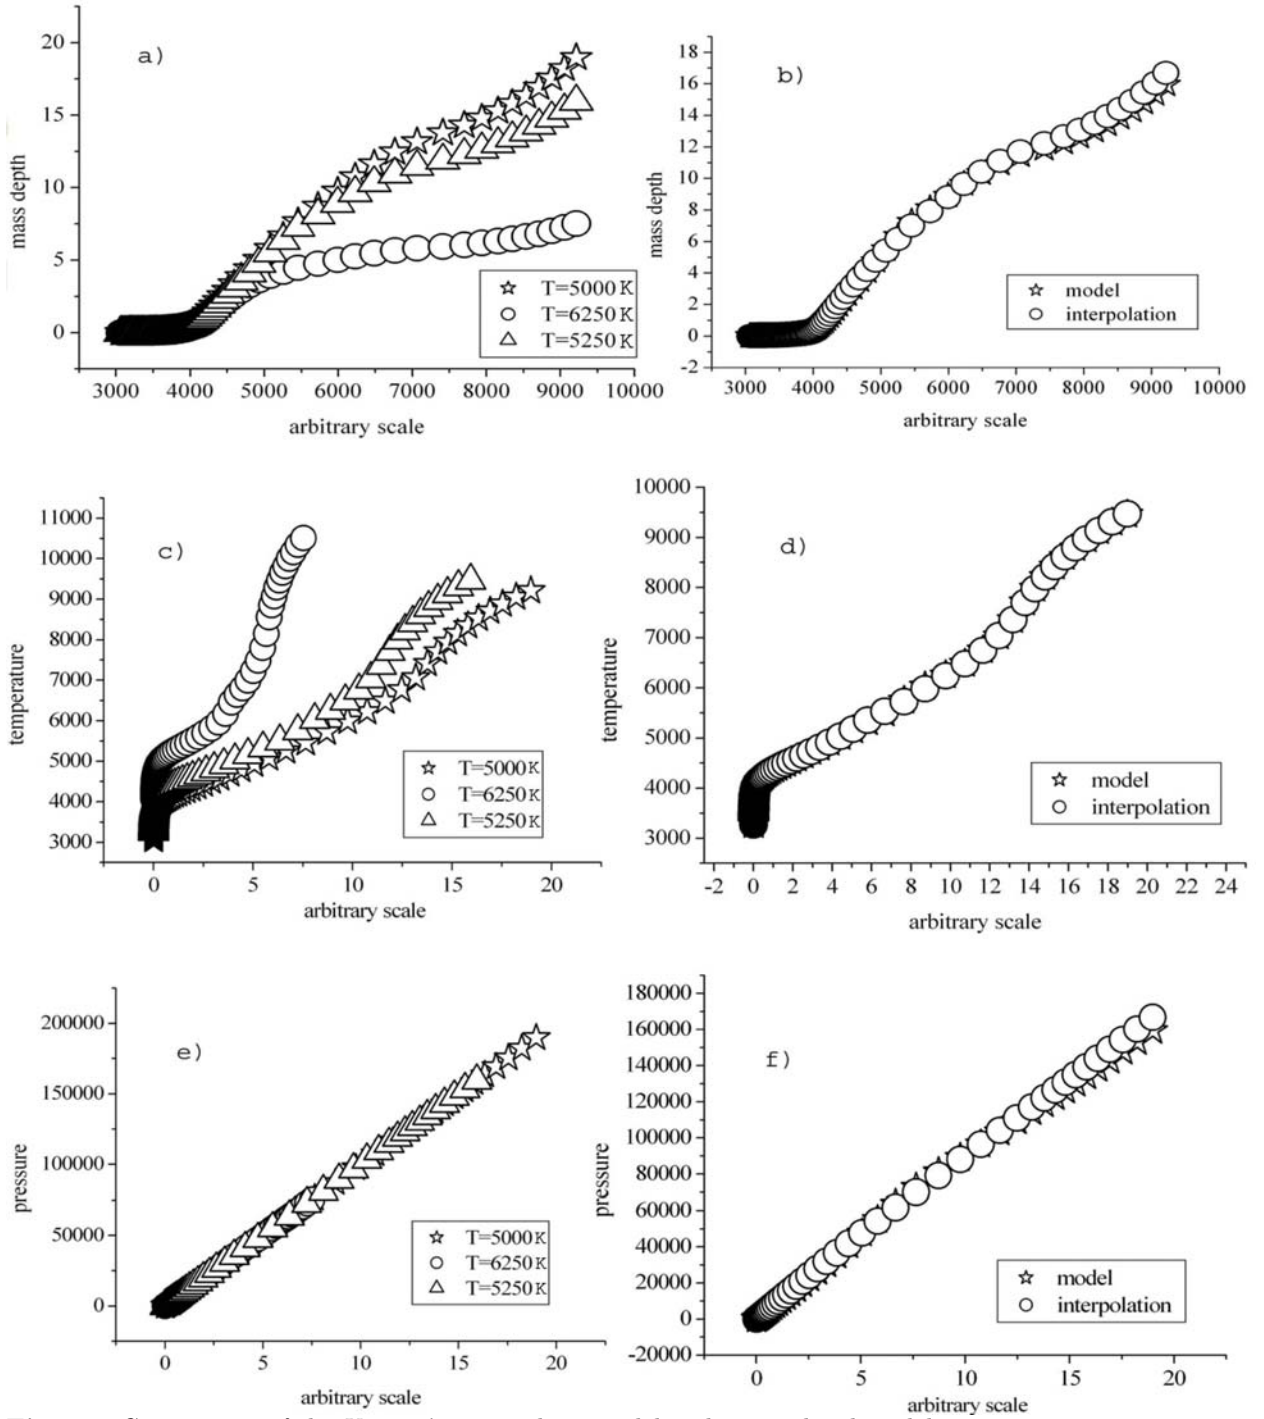 a)
mass depth
20
15
10
5
0
3000 4000 5000 6000 7000 8000 9000 10000
arbitrary scale
T=5000 K
T=6250 K
T=5250 K
b)
mass depth
18
16
14
12
10
8
6
4
2
0
-2
3000 4000 5000 6000 7000 8000 9000 10000
arbitrary scale
model
interpolation
c)
temperature
11000
10000
9000
8000
7000
6000
5000
4000
3000
0 5 10 15 20
arbitrary scale
T=5000 K
T=6250 K
T=5250 K
d)
temperature
10000
9000
8000
7000
6000
5000
4000
3000
-2 0 2 4 6 8 10 12 14 16 18 20 22 24
arbitrary scale
model
interpolation
e)
pressure
200000
150000
100000
50000
0
0 5 10 15 20
arbitrary scale
T=5000 K
T=6250 K
T=5250 K
f)
pressure
180000
160000
140000
120000
100000
80000
60000
40000
20000
0
-20000
0 5 10 15 20
arbitrary scale
model
interpolation